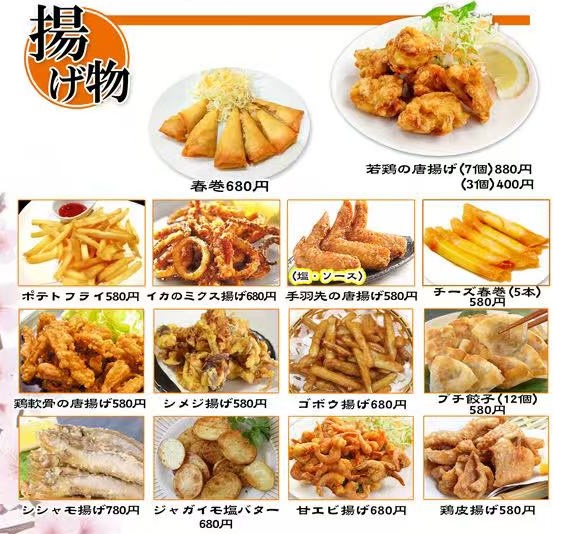 揚げ物
春巻680円
若鶏の唐揚げ(7個)880円
(3個)400円
ポテトフライ580円
イカのミクス揚げ680円
(塩・ソース)
手羽先の唐揚げ580円
チーズ春巻(5本)
580円
鶏軟骨の唐揚げ580円
シメジ揚げ580円
ゴボウ揚げ680円
プチ餃子(12個)
580円
シシャモ揚げ780円
ジャガイモ塩バター
680円
甘エビ揚げ680円
鶏皮揚げ580円